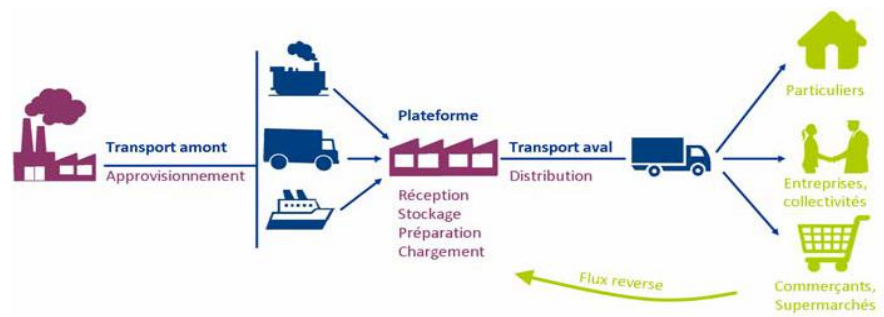 Transport amont
Approvisionnement
Plateforme
Réception
Stockage
Préparation
Chargement
Transport aval
Distribution
Particuliers
Entreprises,
collectivités
Commerçants,
Supermarchés
Flux reverse